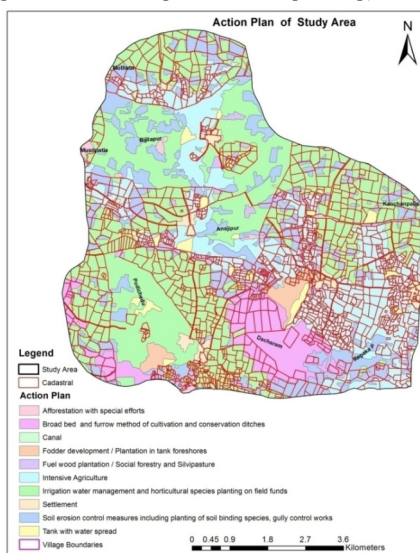 Action Plan of Study Area
N
Anajpur
Dacharam
Legend
Study Area
Cadastral
Action Plan
Afforestation with special efforts
Broad bed and furrow method of cultivation and conservation ditches
Canal
Fodder development / Plantation in tank foreshores
Fuel wood plantation / Social forestry and Silvipasture
Intensive Agriculture
Irrigation water management and horticultural species planting on field funds
Settlement
Soil erosion control measures including planting of soil binding species, gully control works
Tank with water spread
Village Boundaries
0 0.45 0.9 1.8 2.7 3.6
Kilometers